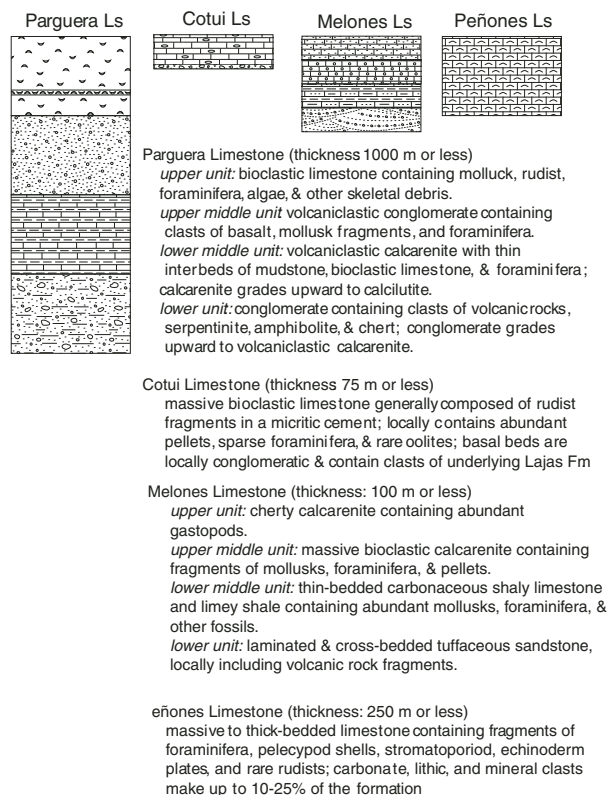 Parguera Ls Cotui Ls Melones Ls Peñones Ls
Parguera Limestone (thickness 1000 m or less)
upper unit: bioclastic limestone containing molluck, rudist,
foraminifera, algae, & other skeletal debris.
upper middle unit volcaniclastic conglomerate containing
clasts of basalt, mollusk fragments, and foraminifera.
lower middle unit: volcaniclastic calcarenite with thin
interbeds of mudstone, bioclastic limestone, & foraminifera;
calcarenite grades upward to calcilutite.
lower unit: conglomerate containing clasts of volcanic rocks,
serpentinite, amphibolite, & chert; conglomerate grades
upward to volcaniclastic calcarenite.
Cotui Limestone (thickness 75 m or less)
massive bioclastic limestone generally composed of rudist
fragments in a micritic cement; locally contains abundant
pellets, sparse foraminifera, & rare oolites; basal beds are
locally conglomeratic & contain clasts of underlying Lajas Fm
Melones Limestone (thickness: 100 m or less)
upper unit: cherty calcarenite containing abundant
gastopods.
upper middle unit: massive bioclastic calcarenite containing
fragments of mollusks, foraminifera, & pellets.
lower middle unit: thin-bedded carbonaceous shaly limestone
and limey shale containing abundant mollusks, foraminifera, &
other fossils.
lower unit: laminated & cross-bedded tuffaceous sandstone,
locally including volcanic rock fragments.
eñones Limestone (thickness: 250 m or less)
massive to thick-bedded limestone containing fragments of
foraminifera, pelecypod shells, stromatoporiod, echinoderm
plates, and rare rudists; carbonate, lithic, and mineral clasts
make up to 10-25% of the formation